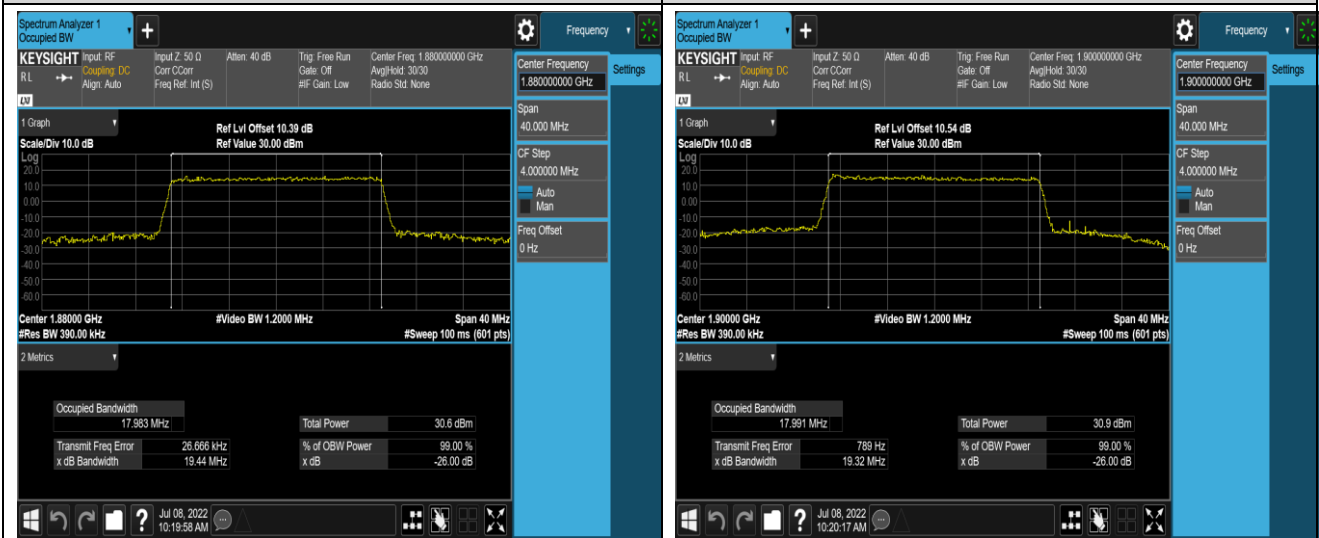 Spectrum Analyzer 1
Occupied BW
+
Frequency
KEYSIGHT Input: RF Input Z: 50 Ω Atten: 40 dB Trig: Free Run Center Freq: 1.880000000 GHz
RL Coupling: DC Corr CCorr Gate: Off Avg|Hold: 30/30
Align: Auto Freq Ref: Int (S) #IF Gain: Low Radio Std: None
LXI
Center Frequency
1.880000000 GHz
Settings
Span
40.000 MHz
CF Step
4.000000 MHz
Auto
Man
Freq Offset
0 Hz
1 Graph
Ref Lvl Offset 10.39 dB
Scale/Div 10.0 dB Ref Value 30.00 dBm
Log
20.0
10.0
0.00
-10.0
-20.0
-30.0
-40.0
-50.0
-60.0
Center 1.88000 GHz #Video BW 1.2000 MHz Span 40 MHz
#Res BW 390.00 kHz #Sweep 100 ms (601 pts)
2 Metrics
Occupied Bandwidth
17.983 MHz Total Power 30.6 dBm
Transmit Freq Error 26.666 kHz % of OBW Power 99.00 %
x dB Bandwidth 19.44 MHz x dB -26.00 dB
? Jul 08, 2022
10:19:58 AM
Spectrum Analyzer 1
Occupied BW
+
Frequency
KEYSIGHT Input: RF Input Z: 50 Ω Atten: 40 dB Trig: Free Run Center Freq: 1.900000000 GHz
RL Coupling: DC Corr CCorr Gate: Off Avg|Hold: 30/30
Align: Auto Freq Ref: Int (S) #IF Gain: Low Radio Std: None
LXI
Center Frequency
1.900000000 GHz
Settings
Span
40.000 MHz
CF Step
4.000000 MHz
Auto
Man
Freq Offset
0 Hz
1 Graph
Ref Lvl Offset 10.54 dB
Scale/Div 10.0 dB Ref Value 30.00 dBm
Log
20.0
10.0
0.00
-10.0
-20.0
-30.0
-40.0
-50.0
-60.0
Center 1.90000 GHz #Video BW 1.2000 MHz Span 40 MHz
#Res BW 390.00 kHz #Sweep 100 ms (601 pts)
2 Metrics
Occupied Bandwidth
17.991 MHz Total Power 30.9 dBm
Transmit Freq Error 789 Hz % of OBW Power 99.00 %
x dB Bandwidth 19.32 MHz x dB -26.00 dB
? Jul 08, 2022
10:20:17 AM